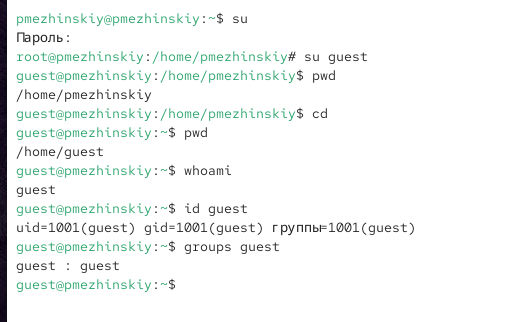 pmezhinskiy@pmezhinskiy:~$ su
Пароль:
root@pmezhinskiy:/home/pmezhinskiy# su guest
guest@pmezhinskiy:/home/pmezhinskiy$ pwd
/home/pmezhinskiy
guest@pmezhinskiy:/home/pmezhinskiy$ cd
guest@pmezhinskiy:~$ pwd
/home/guest
guest@pmezhinskiy:~$ whoami
guest
guest@pmezhinskiy:~$ id guest
uid=1001(guest) gid=1001(guest) группы=1001(guest)
guest@pmezhinskiy:~$ groups guest
guest : guest
guest@pmezhinskiy:~$